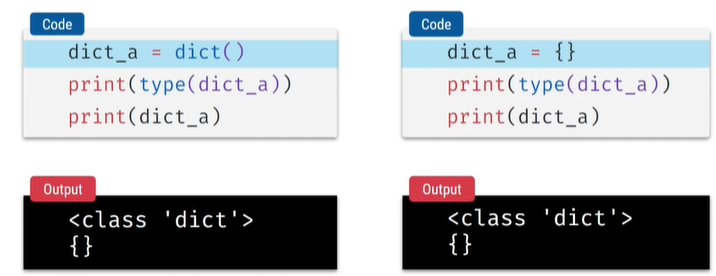 Code
dict_a = dict()
print(type(dict_a))
print(dict_a)
Output
<class 'dict'>
{}
Code
dict_a = {}
print(type(dict_a))
print(dict_a)
Output
<class 'dict'>
{}